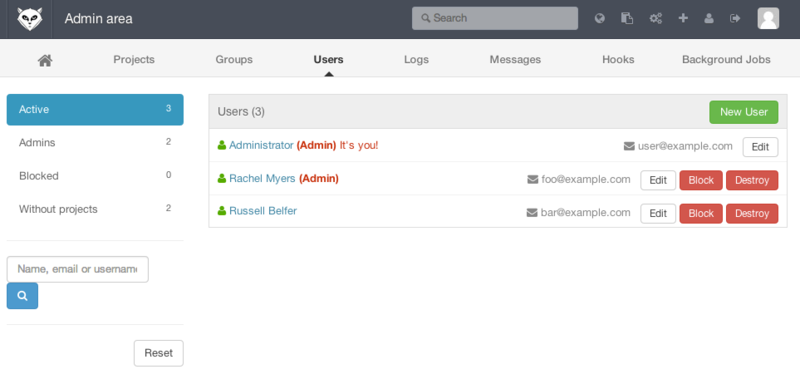 Admin area
Search
Projects Groups Users Logs Messages Hooks Background Jobs
Active 3
Admins 2
Blocked 0
Without projects 2
Name, email or username
Reset
Users (3) New User
Administrator (Admin) It's you! user@example.com Edit
Rachel Myers (Admin) foo@example.com Edit Block Destroy
Russell Belfer bar@example.com Edit Block Destroy